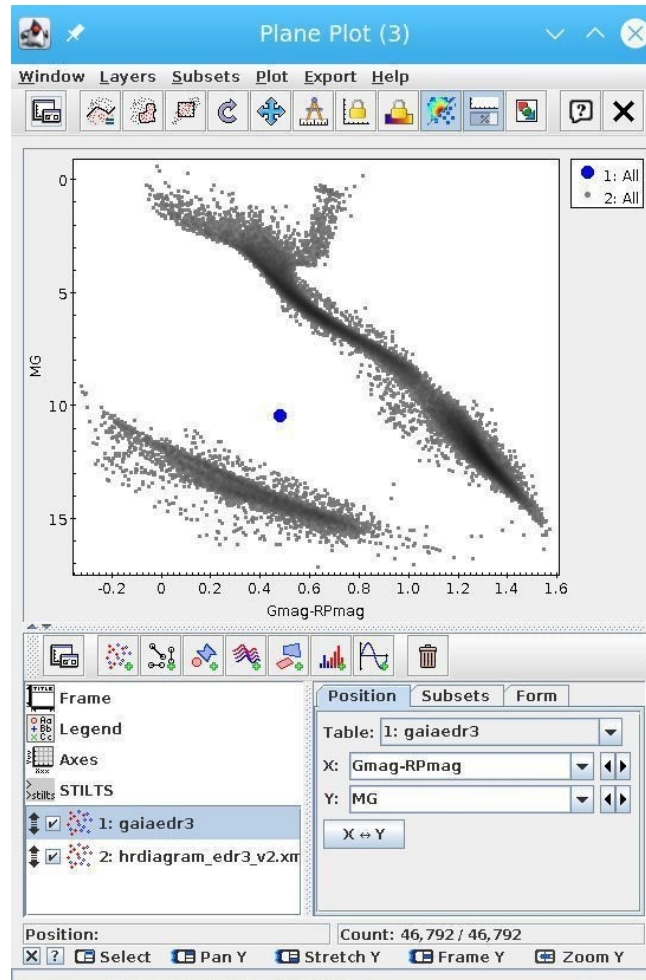 Plane Plot (3)
Window Layers Subsets Plot Export Help
1: All
2: All
0
5
10
15
MG
-0.2 0 0.2 0.4 0.6 0.8 1.0 1.2 1.4 1.6
Gmag-RPmag
Frame
Legend
Axes
STILTS
1: gaiaedr3
2: hrdiagram_edr3_v2.xm
Position Subsets Form
Table: 1: gaiaedr3
X: Gmag-RPmag
Y: MG
X ↔ Y
Position: Count: 46,792 / 46,792
Select Pan Y Stretch Y Frame Y Zoom Y